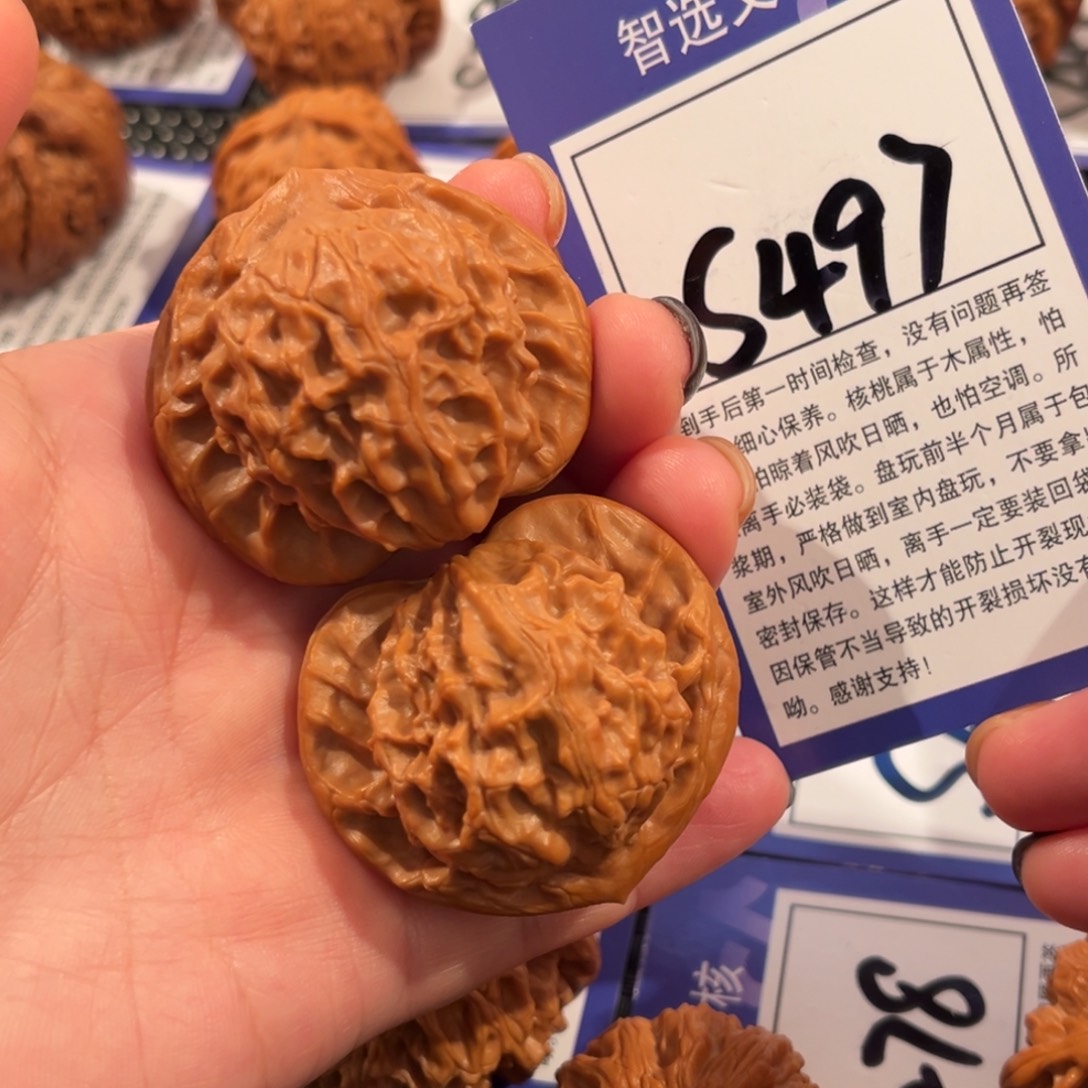 智选文
S497
到手后第一时间检查，没有问题再签
细心保养。核桃属于木属性，怕
怕晾着风吹日晒，也怕空调。所
离手必装袋。盘玩前半个月属于包
浆期，严格做到室内盘玩，不要拿
室外风吹日晒，离手一定要装回袋
密封保存。这样才能防止开裂现
因保管不当导致的开裂损坏没有
呦。感谢支持！
核